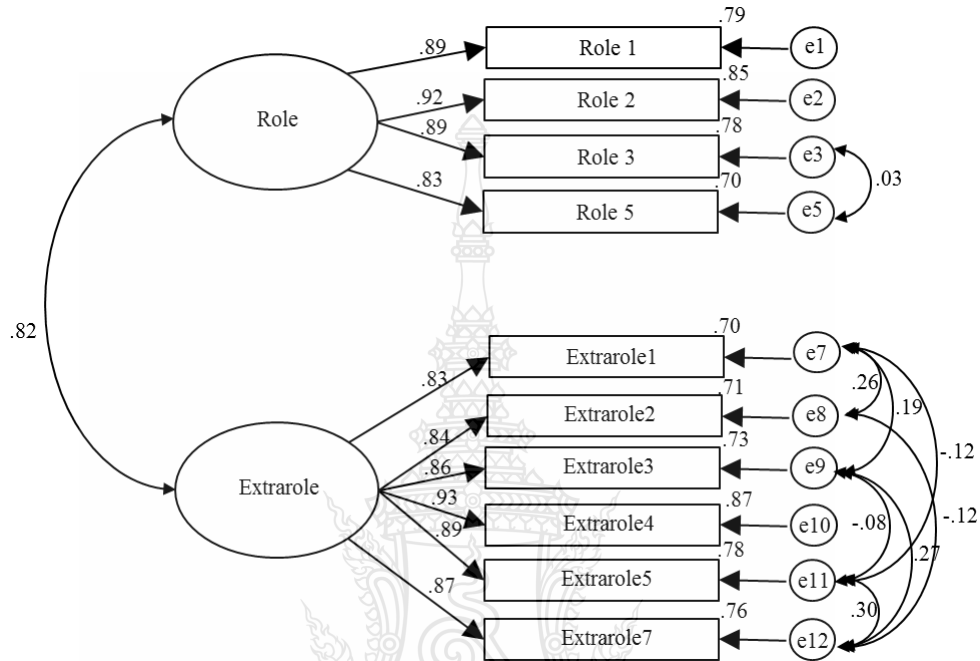 .79
.89
Role 1
e1
.85
.92
Role 2
e2
Role
.89
.78
Role 3
e3
.03
.83
.70
Role 5
e5
.82
.70
.83
Extrarole1
e7
.26
.19
.71
.84
Extrarole2
e8
-.12
.73
.86
Extrarole3
e9
Extrarole
.93
.87
Extrarole4
e10
-.08
-.12
.89
.78
Extrarole5
e11
.27
.87
.76
.30
Extrarole7
e12